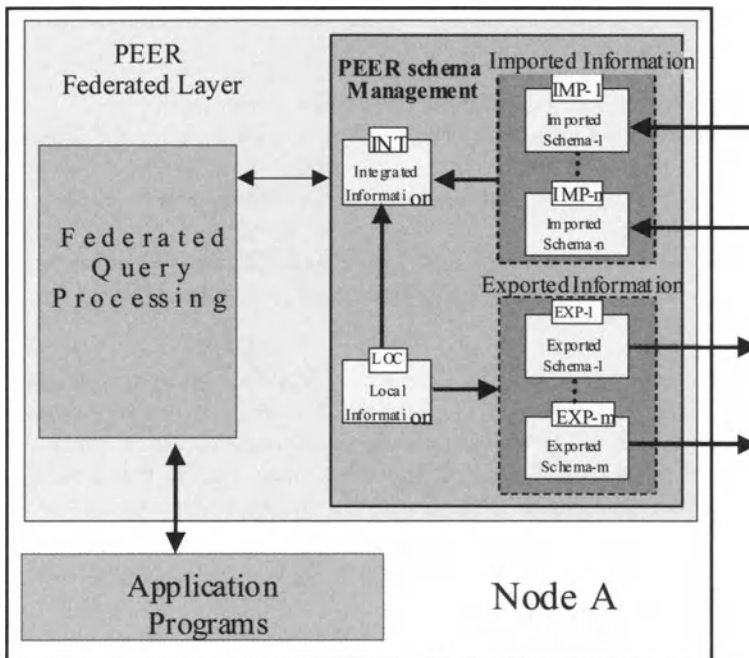 PEER
Federated Layer
PEER schema
Management
Imported Information
IMP-1
Imported
Schema-1
IMP-n
Imported
Schema-n
INT
Integrated
Information
Federated
Query
Processing
Exported Information
EXP-1
Exported
Schema-1
EXP-m
Exported
Schema-m
LOC
Local
Information
Application
Programs
Node A